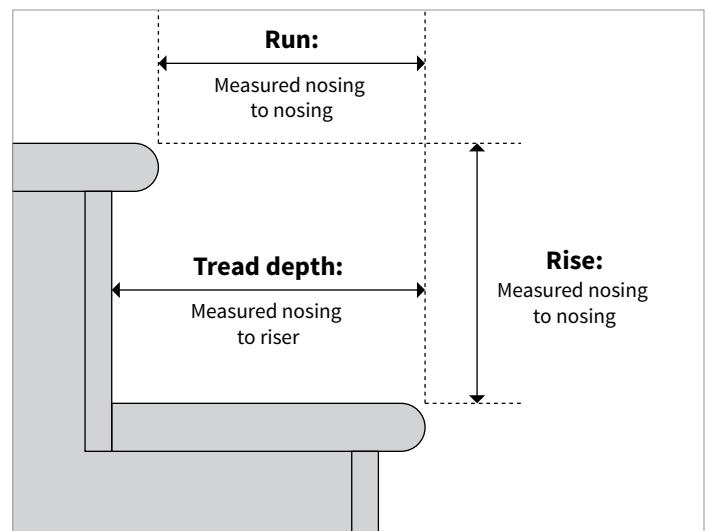 Run:
Measured nosing
to nosing
Tread depth:
Measured nosing
to riser
Rise:
Measured nosing
to nosing